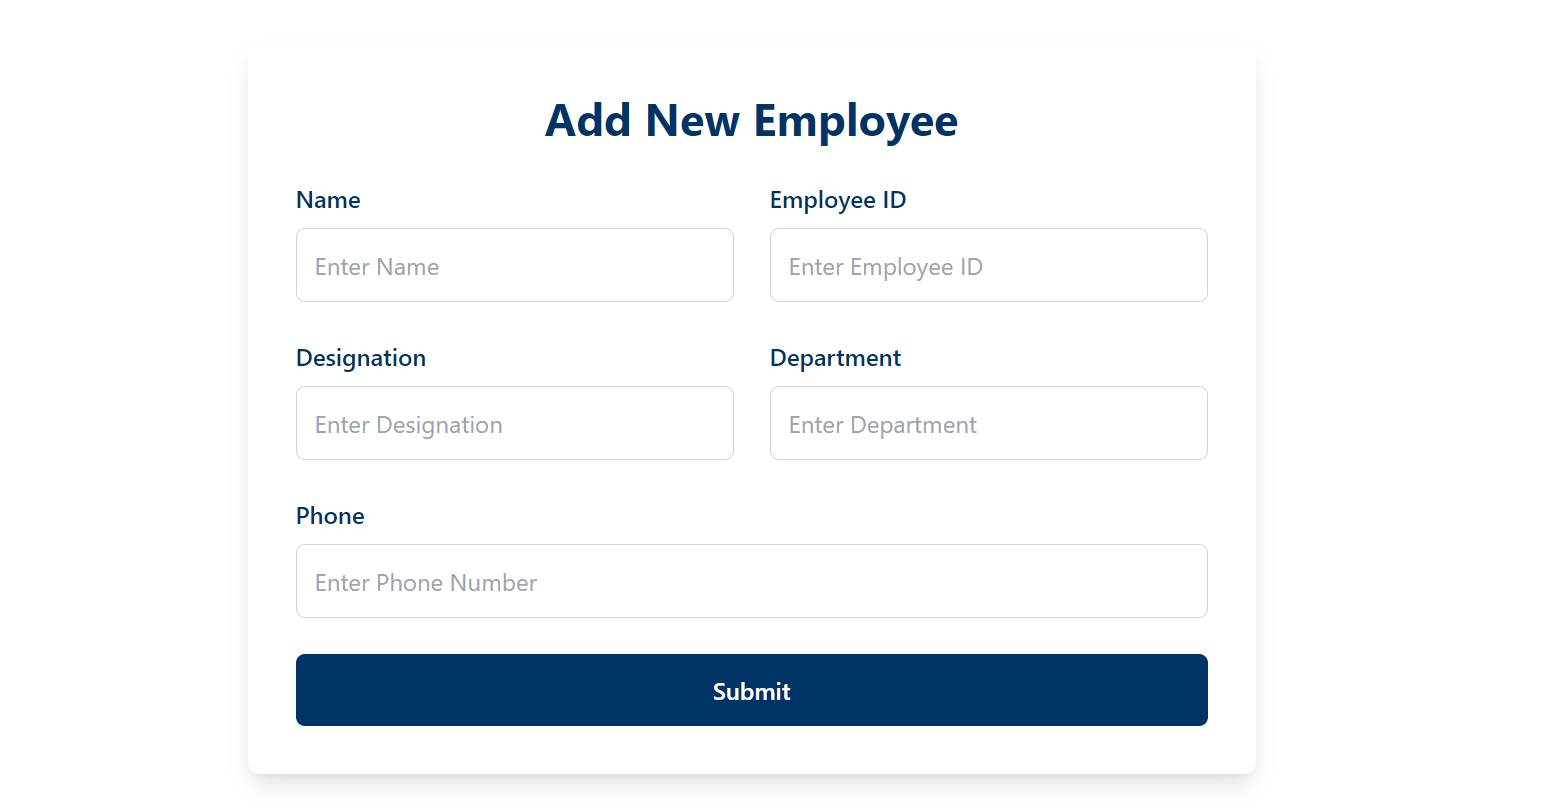 Add New Employee
Name
Employee ID
Enter Name
Enter Employee ID
Designation
Department
Enter Designation
Enter Department
Phone
Enter Phone Number
Submit